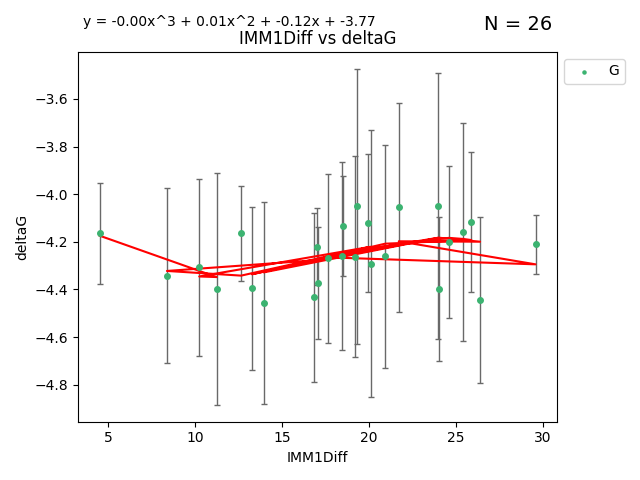 y = -0.00x^3 + 0.01x^2 + -0.12x + -3.77
N = 26
IMM1Diff vs deltaG
G
−3.6
−3.8
−4.0
−4.2
−4.4
−4.6
−4.8
deltaG
5 10 15 20 25 30
IMM1Diff